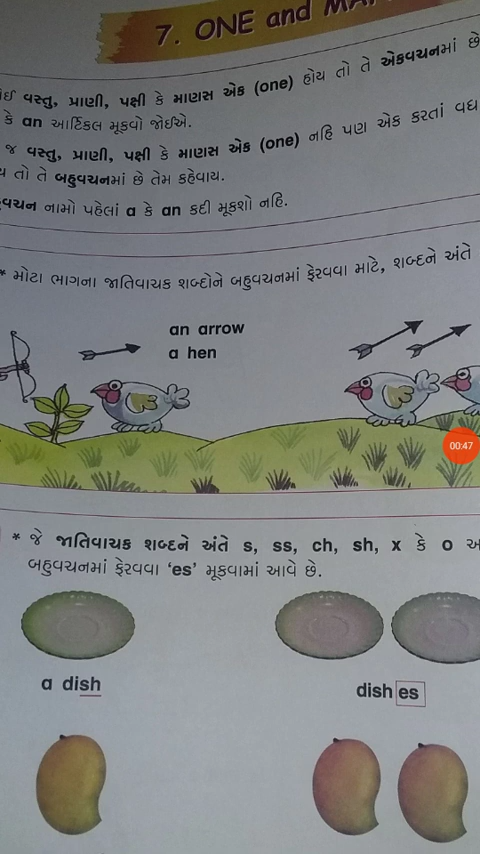 7. ONE and
વસ્તુ, પ્રાણી, પક્ષી કે માણસ એક (one) હોય તો તે એકવચનમાં છે
કે an આર્ટિકલ મૂકવો જોઈએ.
જ વસ્તુ, પ્રાણી, પક્ષી કે માણસ એક (one) નહિ પણ એક કરતાં વધ
તો તે બહુવચનમાં છે તેમ કહેવાય.
નામો પહેલાં a કે an કદી મૂકશો નહિ.
* મોટા ભાગના જાતિવાચક શબ્દોને બહુવચનમાં ફેરવવા માટે, શબ્દને અંતે
an arrow
a hen
00:47
* જે જાતિવાચક શબ્દને અંતે s, ss, ch, sh, x કે o
બહુવચનમાં ફેરવવા ‘es’ મૂકવામાં આવે છે.
a dish
dishes